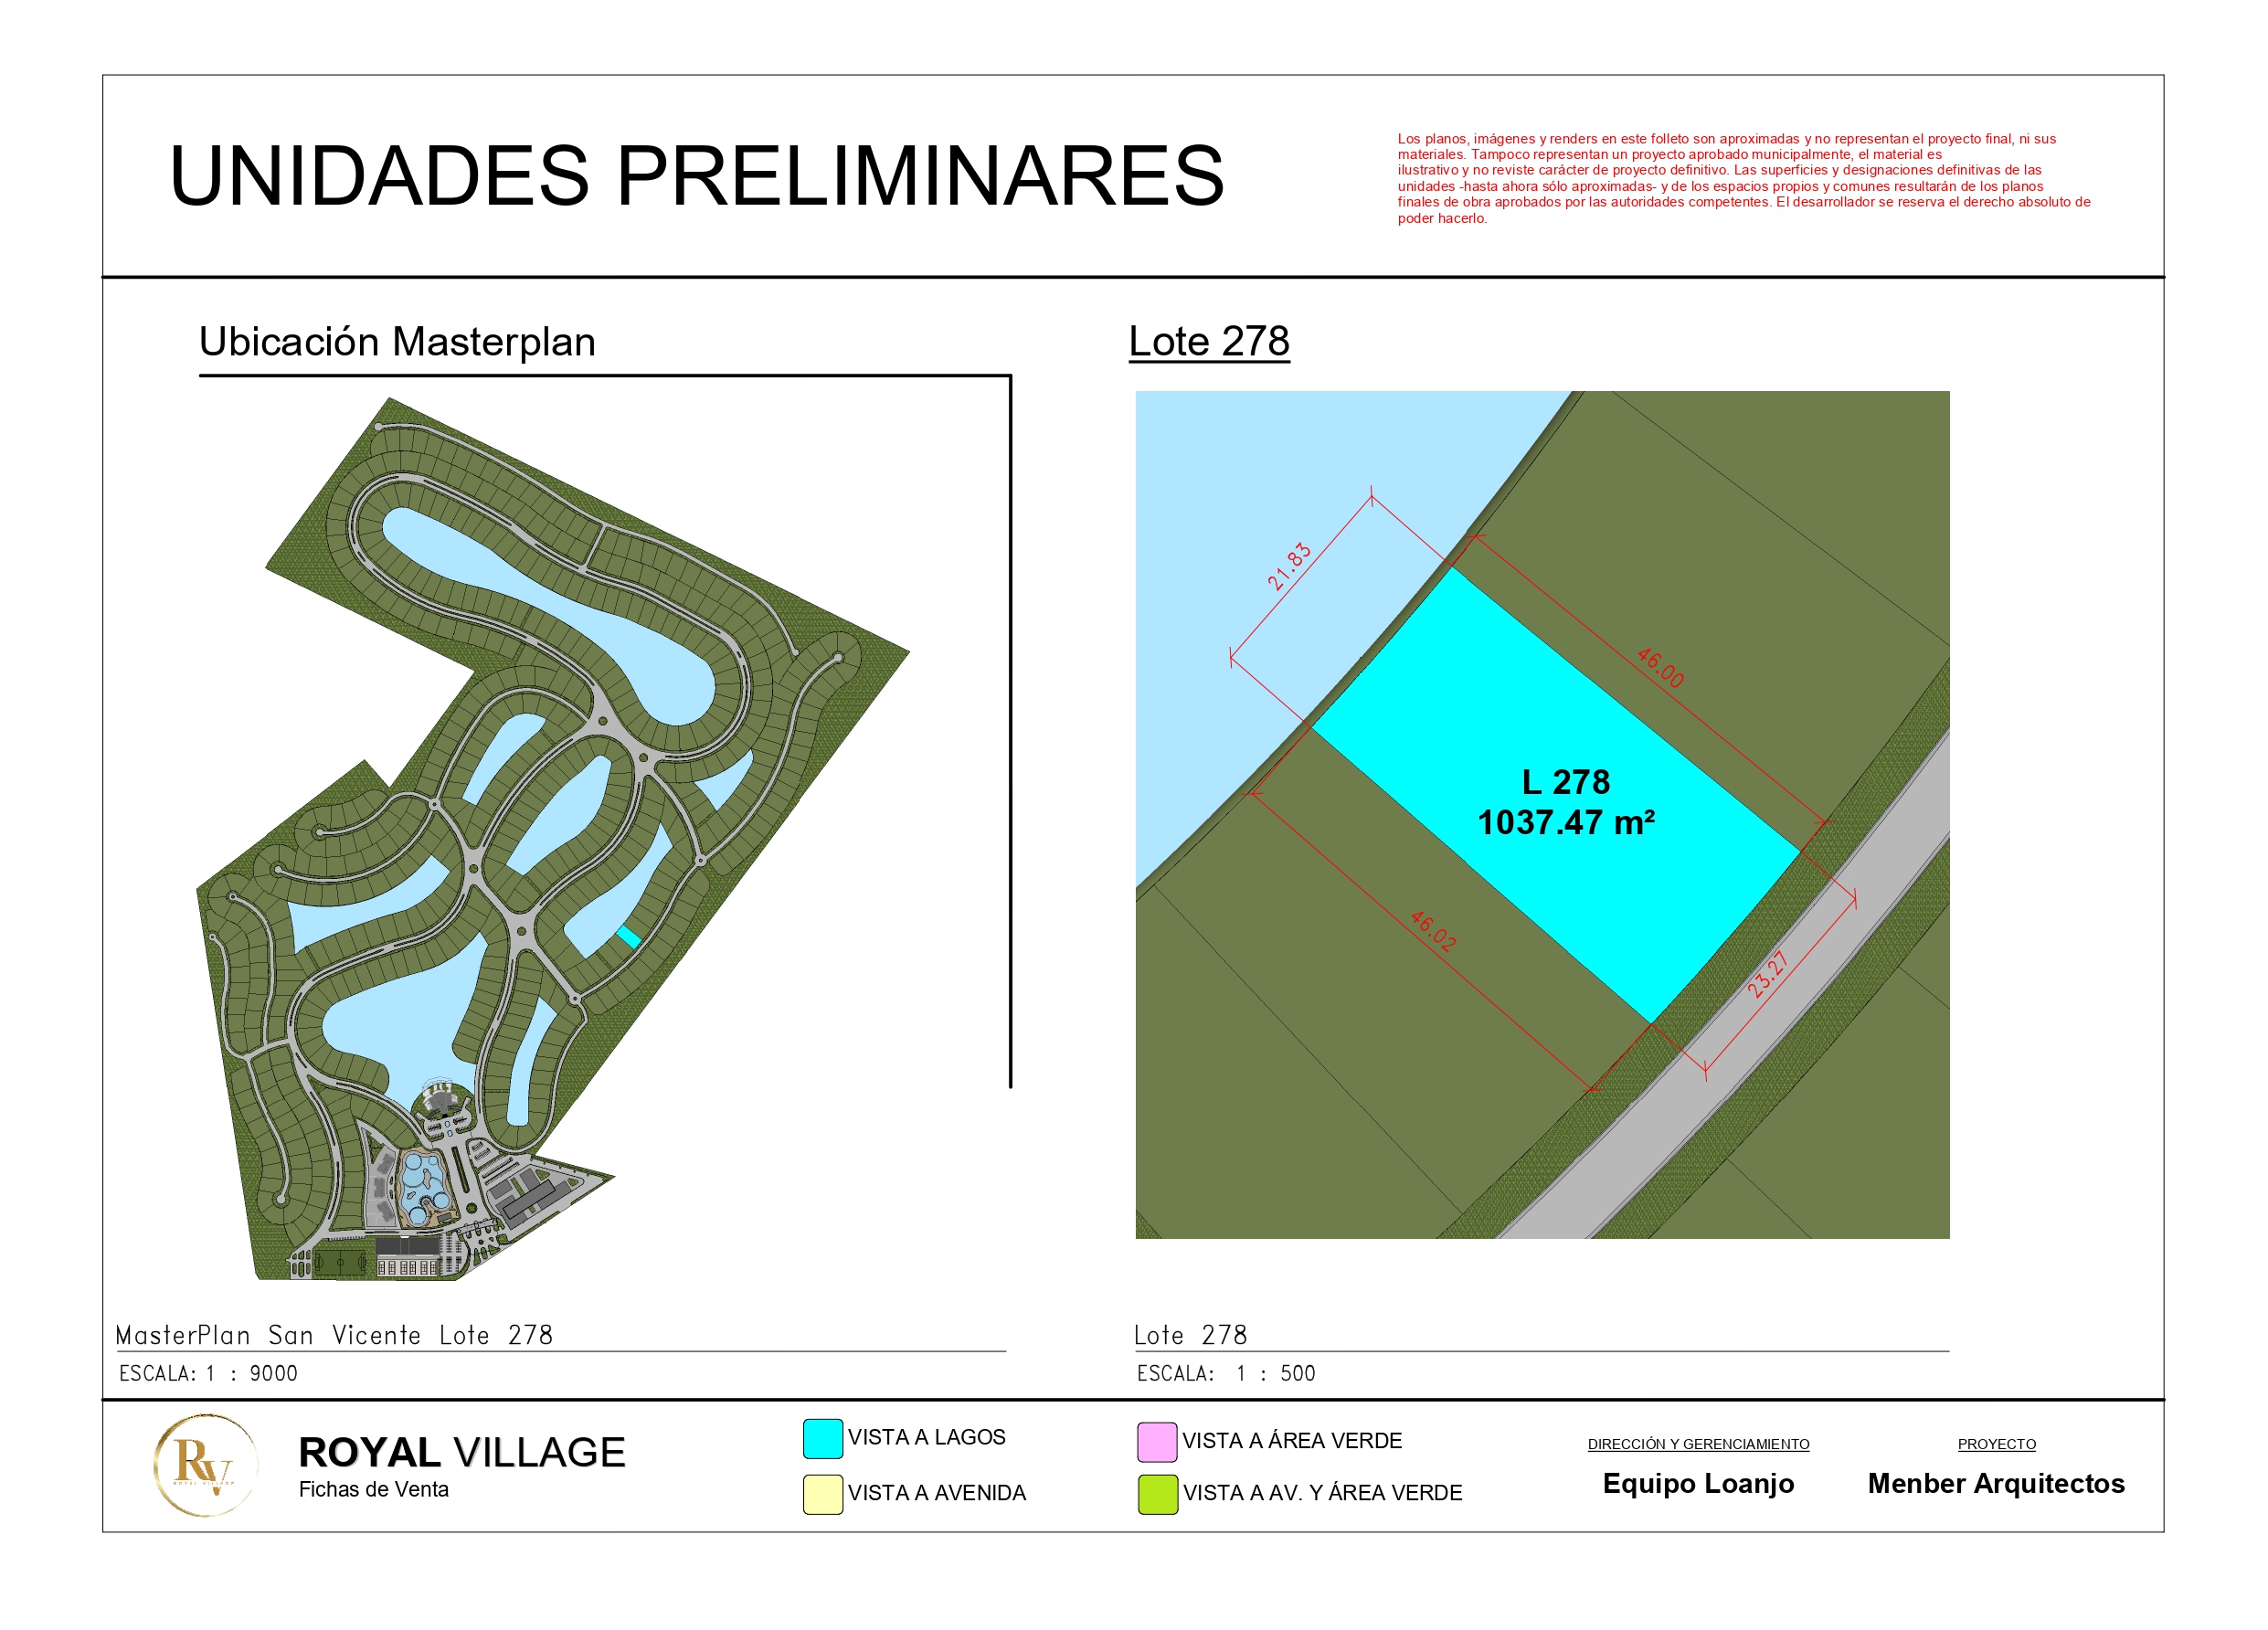 UNIDADES PRELIMINARES
Los planos, imágenes y renders en este folleto son aproximadas y no representan el proyecto final, ni sus
materiales. Tampoco representan un proyecto aprobado municipalmente, el material es
ilustrativo y no reviste carácter de proyecto definitivo. Las superficies y designaciones definitivas de las
unidades -hasta ahora sólo aproximadas- y de los espacios propios y comunes resultarán de los planos
finales de obra aprobados por las autoridades competentes. El desarrollador se reserva el derecho absoluto de
poder hacerlo.
Ubicación Masterplan
Lote 278
21.83
46.00
L 278
1037.47 m²
46.02
23.27
MasterPlan San Vicente Lote 278
ESCALA: 1 : 9000
Lote 278
ESCALA: 1 : 500
RV
ROYAL VILLAGE
ROYAL VILLAGE
Fichas de Venta
VISTA A LAGOS
VISTA A AVENIDA
VISTA A ÁREA VERDE
VISTA A AV. Y ÁREA VERDE
DIRECCIÓN Y GERENCIAMIENTO
Equipo Loanjo
PROYECTO
Menber Arquitectos